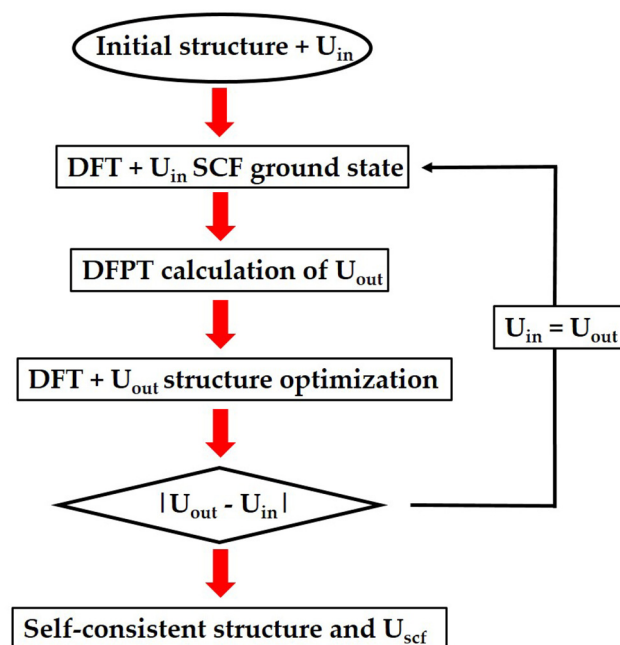 Initial structure + U_in
DFT + U_in SCF ground state
DFPT calculation of U_out
U_in = U_out
DFT + U_out structure optimization
|U_out - U_in|
Self-consistent structure and U_scf